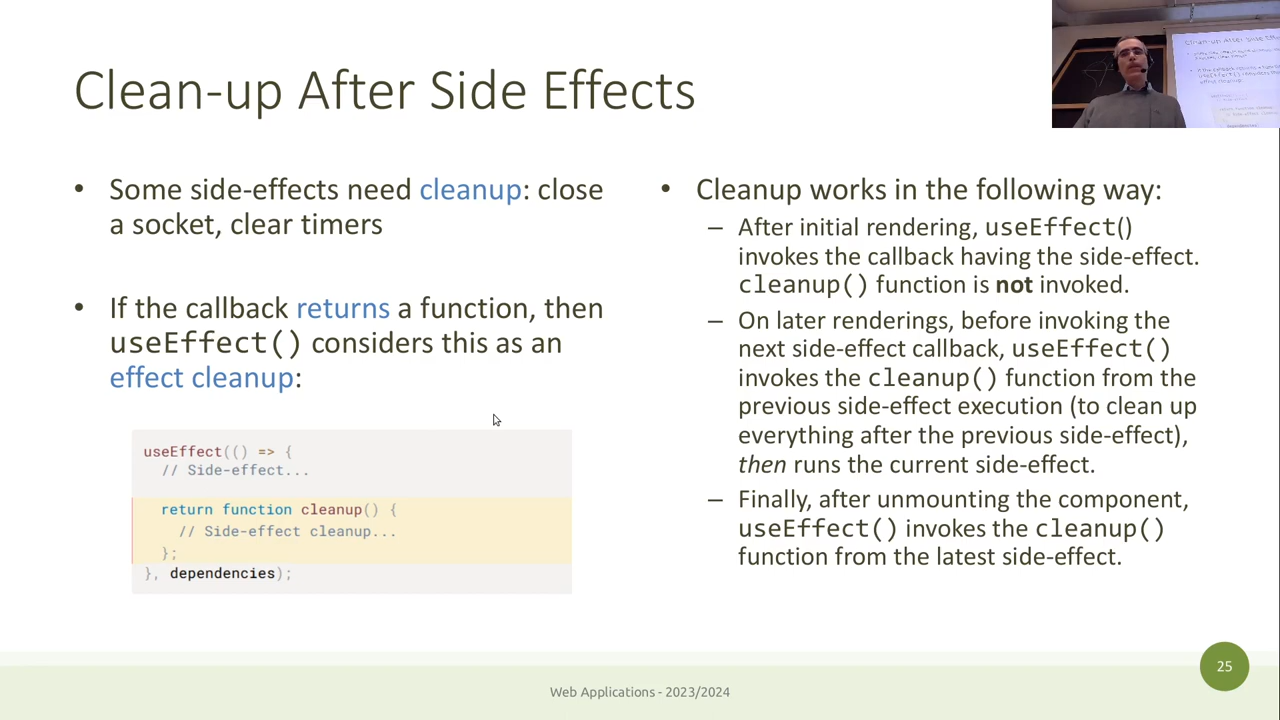 Clean-up After Side Effects
• Some side-effects need cleanup: close
a socket, clear timers
• If the callback returns a function, then
useEffect() considers this as an
effect cleanup:
useEffect(() => {
// Side-effect...
return function cleanup() {
// Side-effect cleanup...
};
}, dependencies);
• Cleanup works in the following way:
– After initial rendering, useEffect()
invokes the callback having the side-effect.
cleanup() function is not invoked.
– On later renderings, before invoking the
next side-effect callback, useEffect()
invokes the cleanup() function from the
previous side-effect execution (to clean up
everything after the previous side-effect),
then runs the current side-effect.
– Finally, after unmounting the component,
useEffect() invokes the cleanup()
function from the latest side-effect.
Web Applications - 2023/2024
25